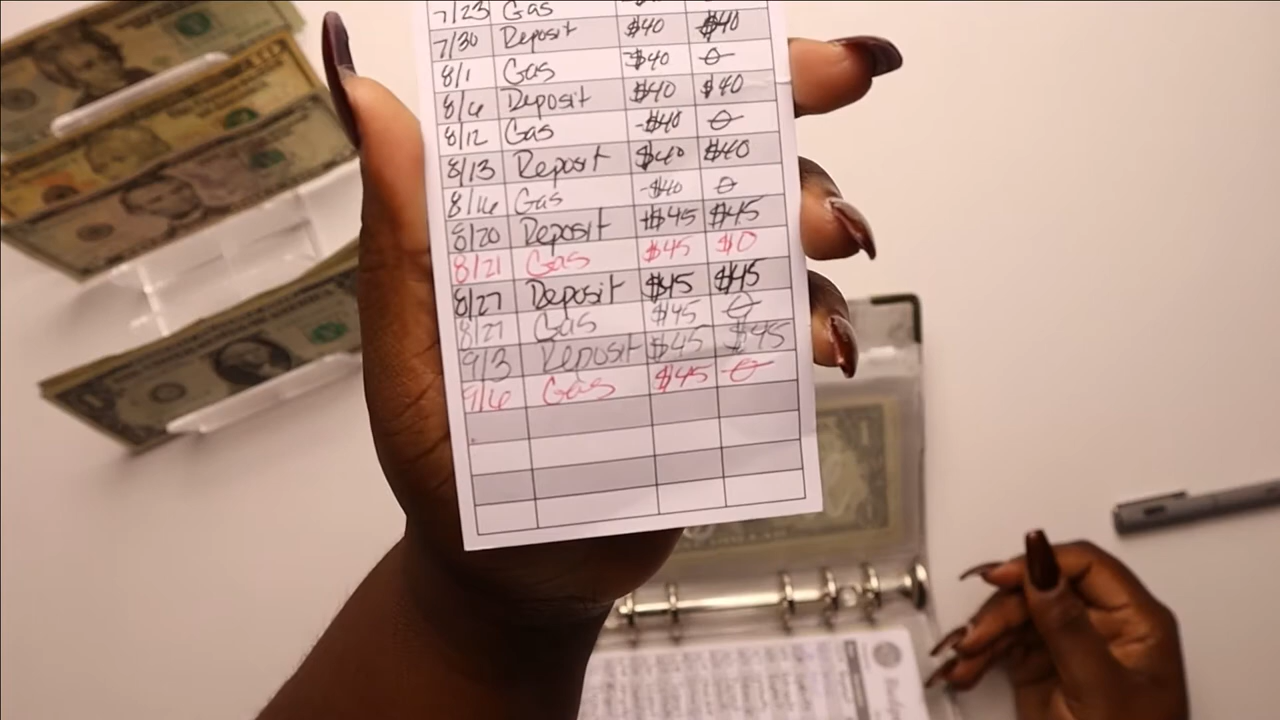 7/23 Gas
7/30 Deposit $40 $40
8/1 Gas -$40 0
8/6 Deposit $40 $40
8/12 Gas -$40 0
8/13 Deposit $40 $40
8/16 Gas -$40 0
8/20 Deposit +$45 $45
8/21 Gas $45 $0
8/27 Deposit $45 $45
8/27 Gas $45 0
9/3 Deposit $45 $45
9/6 Gas $45 0